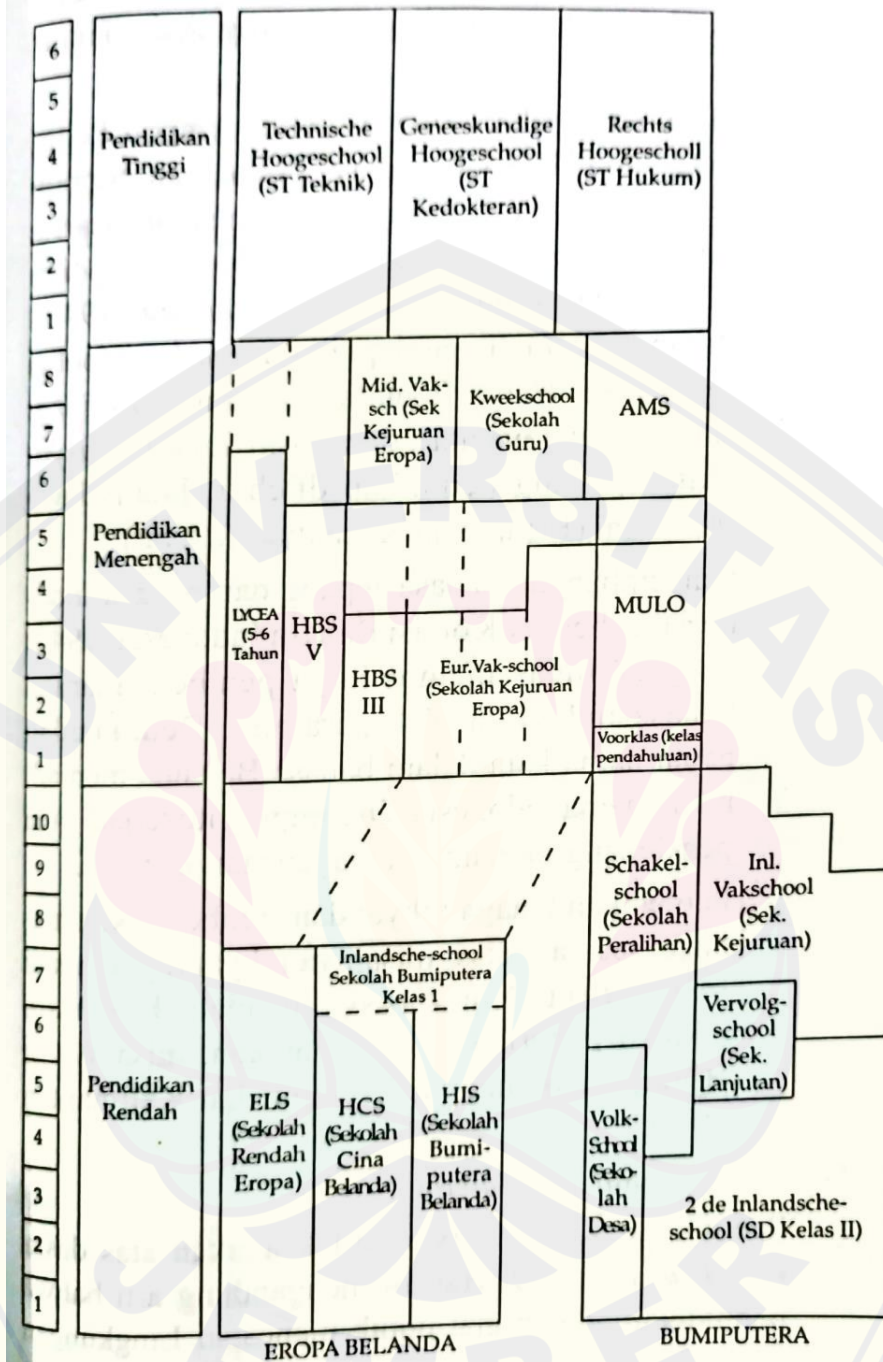 6
5
4
3
2
1
8
7
6
5
4
3
2
1
10
9
8
7
6
5
4
3
2
1
Pendidikan
Tinggi
Pendidikan
Menengah
Pendidikan
Rendah
Technische
Hoogeschool
(ST Teknik)
Geneeskundige
Hoogeschool
(ST
Kedokteran)
Rechts
Hoogescholl
(ST Hukum)
Mid. Vak-
sch (Sek
Kejuruan
Eropa)
Kweekschool
(Sekolah
Guru)
AMS
LYCEA
(5-6
Tahun
HBS
V
HBS
III
Eur.Vak-school
(Sekolah Kejuruan
Eropa)
MULO
Voorklas (kelas
pendahuluan)
Schakel-
school
(Sekolah
Peralihan)
Inl.
Vakschool
(Sek.
Kejuruan)
Inlandsche-school
Sekolah Bumiputera
Kelas 1
Vervolg-
school
(Sek.
Lanjutan)
ELS
(Sekolah
Rendah
Eropa)
HCS
(Sekolah
Cina
Belanda)
HIS
(Sekolah
Bumi-
putera
Belanda)
Volk-
School
(Seko-
lah
Desa)
2 de Inlandsche-
school (SD Kelas II)
EROPA BELANDA
BUMIPUTERA
UNIVERSITAS
JEMBER